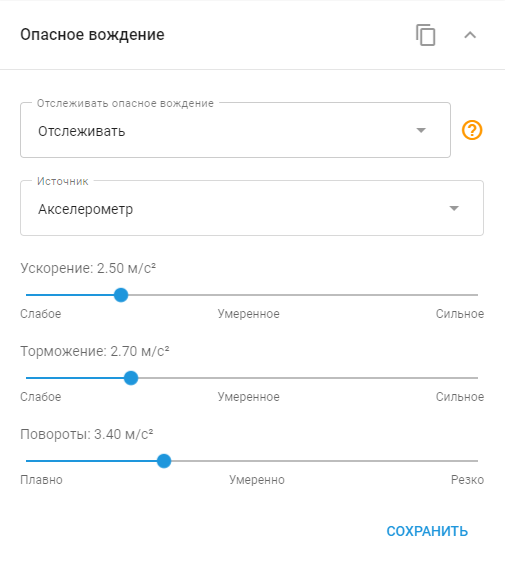 Опасное вождение
Отслеживать опасное вождение
Отслеживать
Источник
Акселерометр
Ускорение: 2.50 м/с²
Слабое Умеренное Сильное
Торможение: 2.70 м/с²
Слабое Умеренное Сильное
Повороты: 3.40 м/с²
Плавно Умеренно Резко
СОХРАНИТЬ